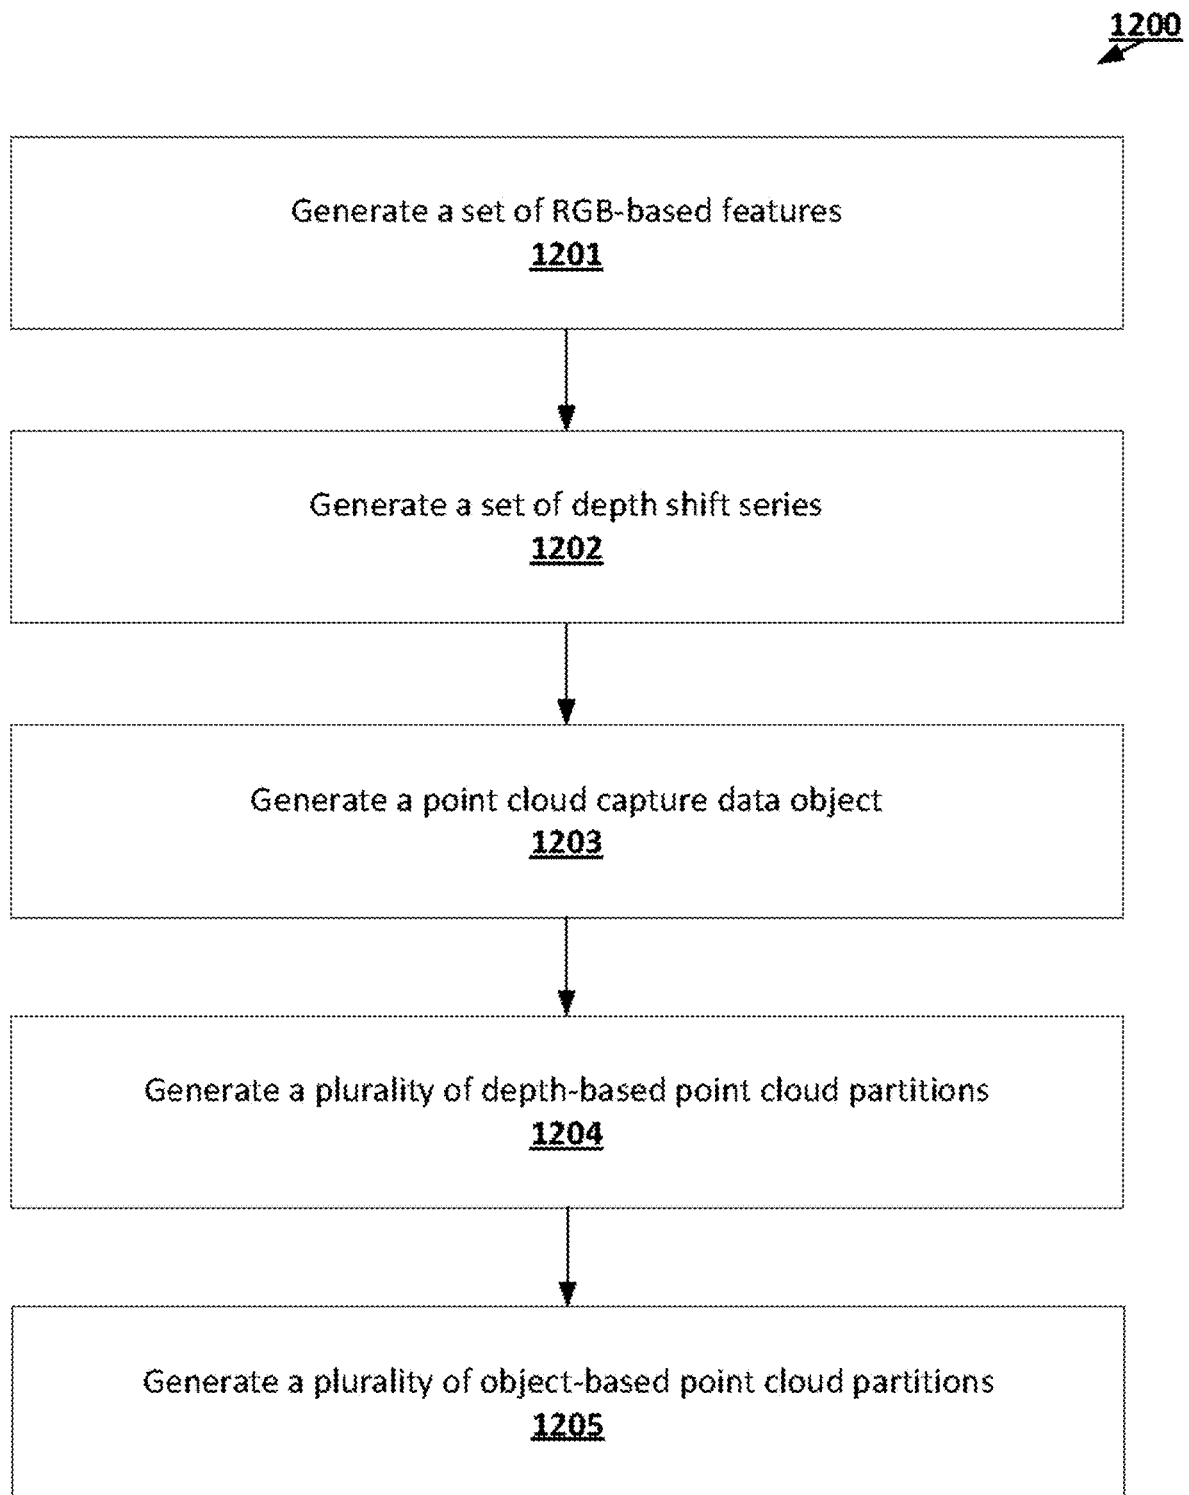 1200
Generate a set of RGB-based features
1201
Generate a set of depth shift series
1202
Generate a point cloud capture data object
1203
Generate a plurality of depth-based point cloud partitions
1204
Generate a plurality of object-based point cloud partitions
1205